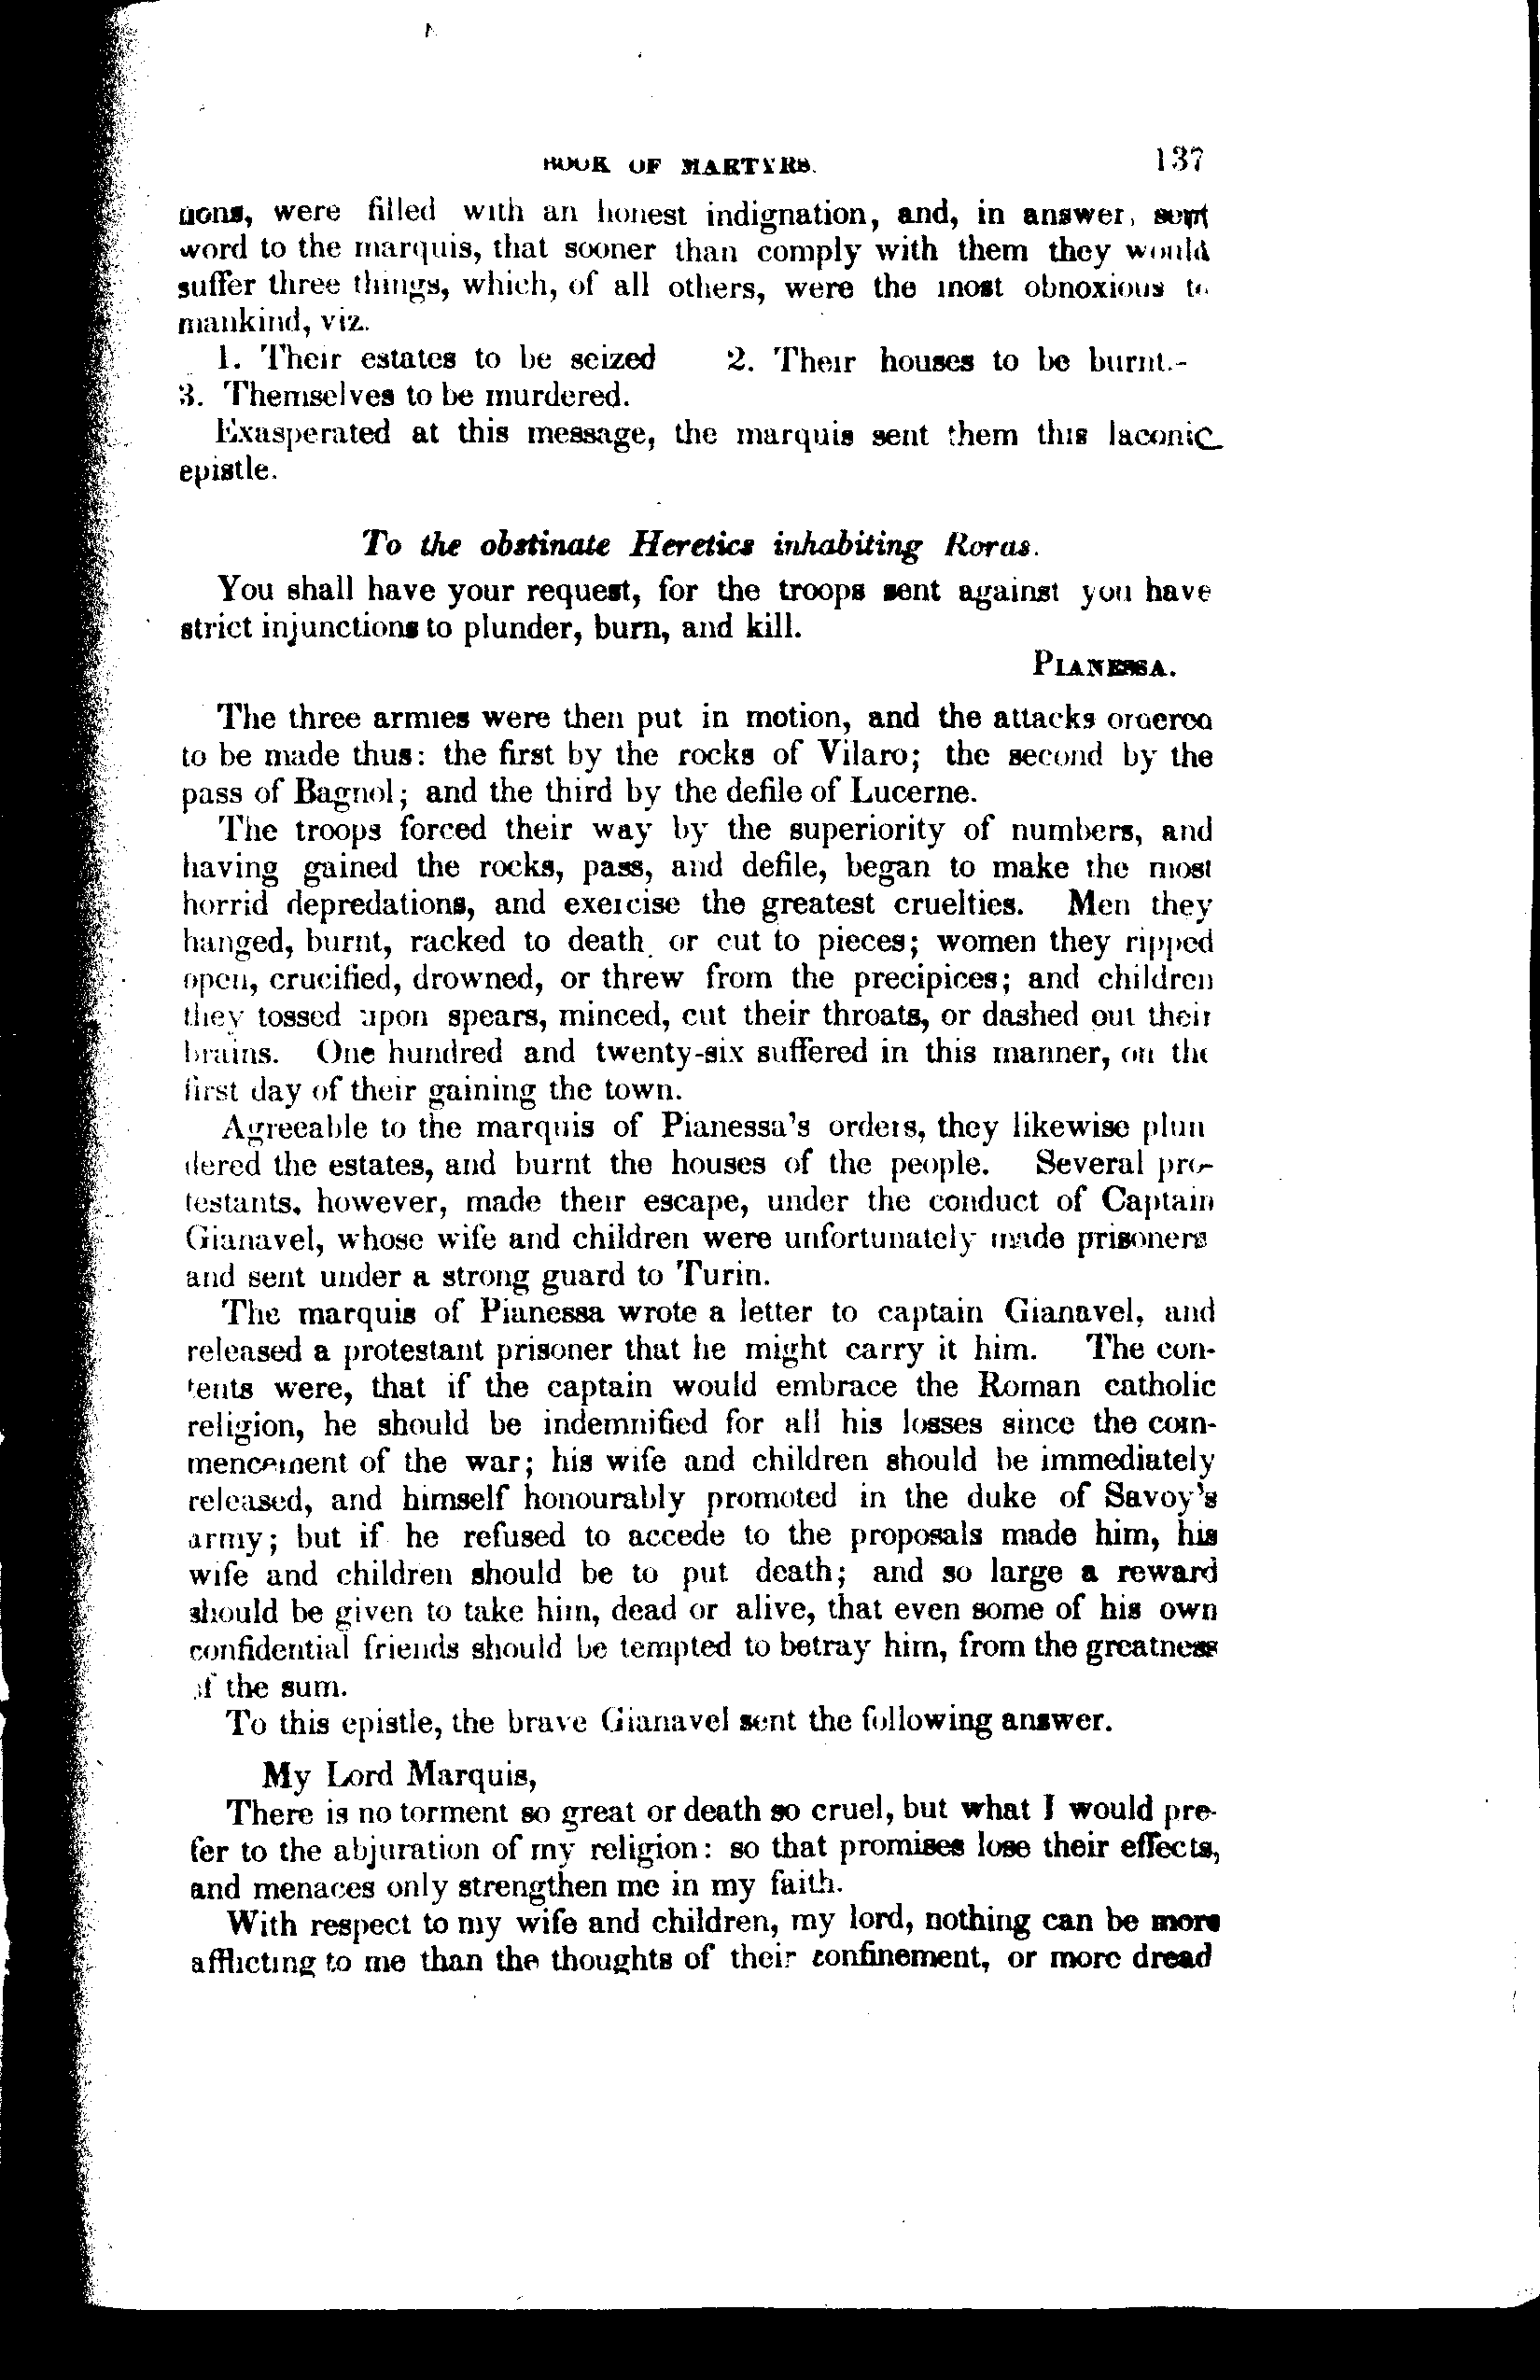 BOOK OF MARTYRS. 137
tions, were filled with an honest indignation, and, in answer, sent
word to the marquis, that sooner than comply with them they would
suffer three things, which, of all others, were the most obnoxious to
mankind, viz.
1. Their estates to be seized 2. Their houses to be burnt.-
3. Themselves to be murdered.
Exasperated at this message, the marquis sent them this laconic
epistle.
To the obstinate Heretics inhabiting Roras.
You shall have your request, for the troops sent against you have
strict injunctions to plunder, burn, and kill.
PIANESSA.
The three armies were then put in motion, and the attacks ordered
to be made thus: the first by the rocks of Vilaro; the second by the
pass of Bagnol; and the third by the defile of Lucerne.
The troops forced their way by the superiority of numbers, and
having gained the rocks, pass, and defile, began to make the most
horrid depredations, and exercise the greatest cruelties. Men they
hanged, burnt, racked to death or cut to pieces; women they ripped
open, crucified, drowned, or threw from the precipices; and children
they tossed upon spears, minced, cut their throats, or dashed out their
brains. One hundred and twenty-six suffered in this manner, on the
first day of their gaining the town.
Agreeable to the marquis of Pianessa's orders, they likewise plun
dered the estates, and burnt the houses of the people. Several pro-
testants, however, made their escape, under the conduct of Captain
Gianavel, whose wife and children were unfortunately made prisoners
and sent under a strong guard to Turin.
The marquis of Pianessa wrote a letter to captain Gianavel, and
released a protestant prisoner that he might carry it him. The con-
tents were, that if the captain would embrace the Roman catholic
religion, he should be indemnified for all his losses since the com-
mencement of the war; his wife and children should be immediately
released, and himself honourably promoted in the duke of Savoy's
army; but if he refused to accede to the proposals made him, his
wife and children should be to put death; and so large a reward
should be given to take him, dead or alive, that even some of his own
confidential friends should be tempted to betray him, from the greatness
of the sum.
To this epistle, the brave Gianavel sent the following answer.
My Lord Marquis,
There is no torment so great or death so cruel, but what I would pre-
fer to the abjuration of my religion: so that promises lose their effects,
and menaces only strengthen me in my faith.
With respect to my wife and children, my lord, nothing can be more
afflicting to me than the thoughts of their confinement, or more dread